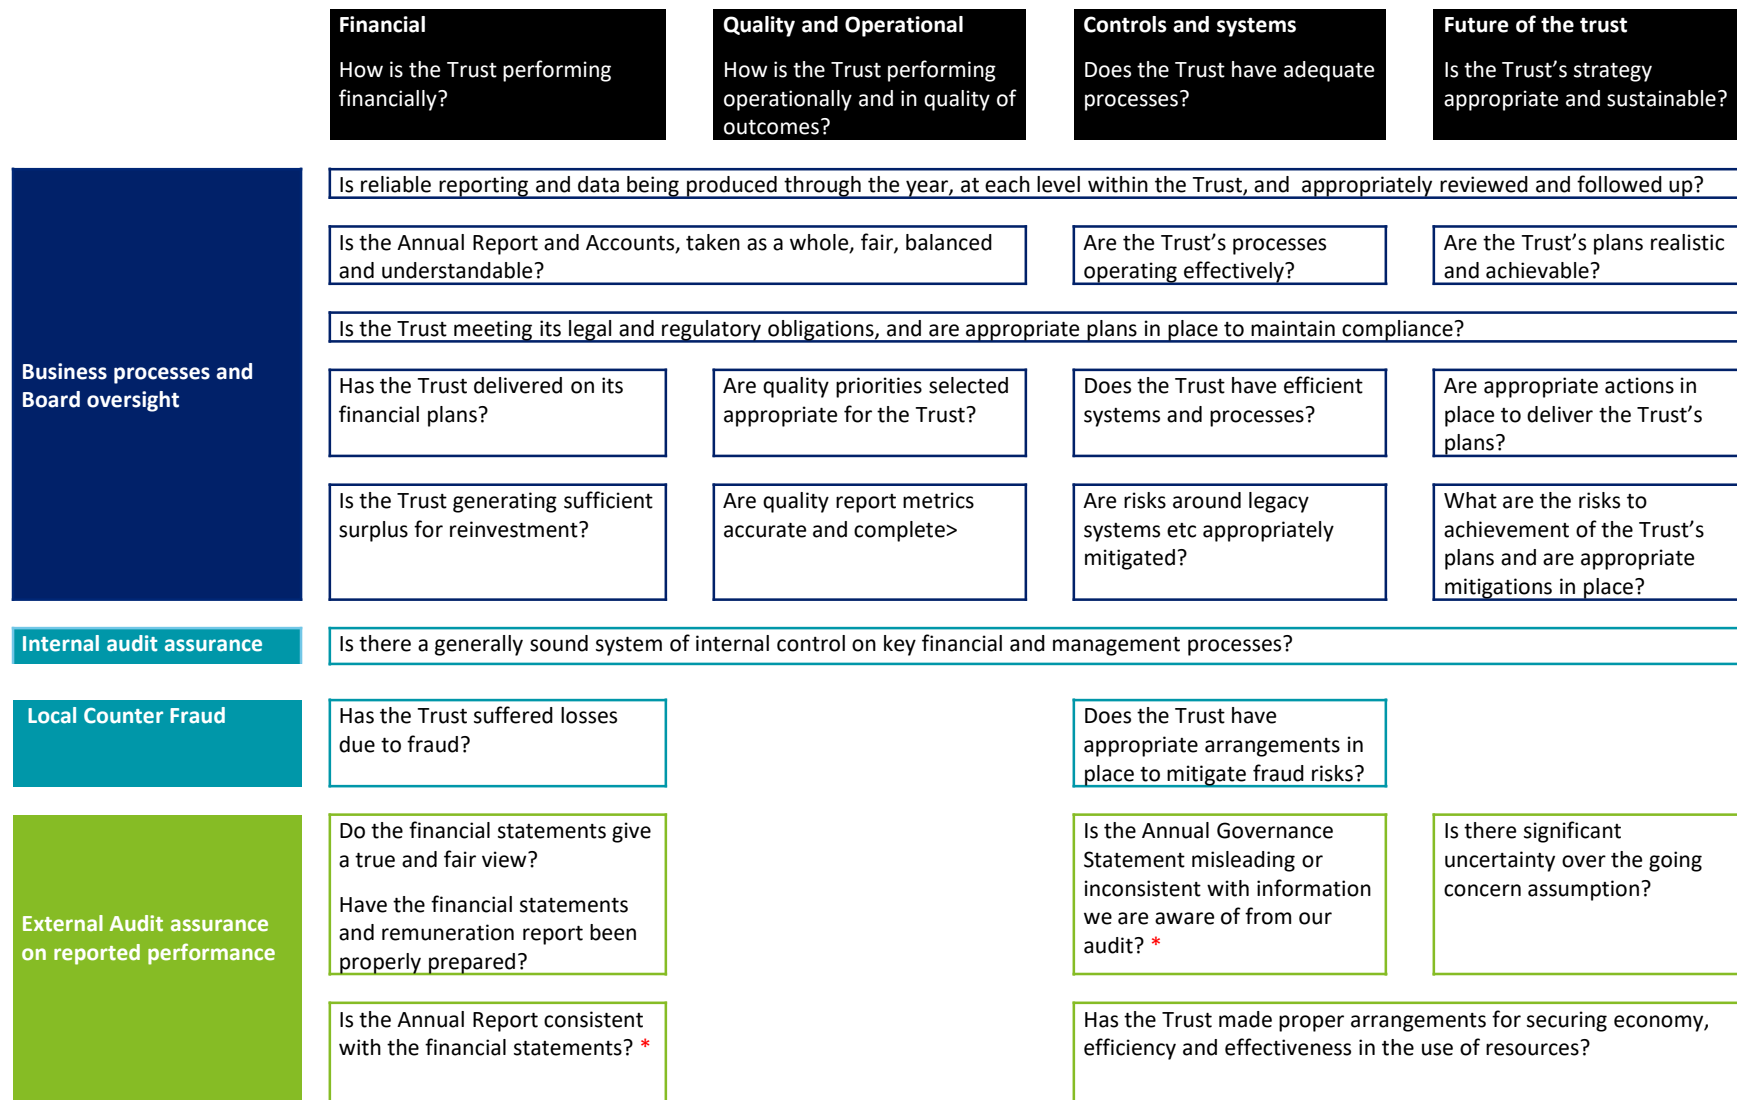 Financial
How is the Trust performing
financially?
Quality and Operational
How is the Trust performing
operationally and in quality of
outcomes?
Controls and systems
Does the Trust have adequate
processes?
Future of the trust
Is the Trust’s strategy
appropriate and sustainable?
Business processes and
Board oversight
Is reliable reporting and data being produced through the year, at each level within the Trust, and  appropriately reviewed and followed up?
Is the Annual Report and Accounts, taken as a whole, fair, balanced
and understandable?
Are the Trust’s processes
operating effectively?
Are the Trust’s plans realistic
and achievable?
Is the Trust meeting its legal and regulatory obligations, and are appropriate plans in place to maintain compliance?
Has the Trust delivered on its
financial plans?
Are quality priorities selected
appropriate for the Trust?
Does the Trust have efficient
systems and processes?
Are appropriate actions in
place to deliver the Trust’s
plans?
Is the Trust generating sufficient
surplus for reinvestment?
Are quality report metrics
accurate and complete>
Are risks around legacy
systems etc appropriately
mitigated?
What are the risks to
achievement of the Trust’s
plans and are appropriate
mitigations in place?
Internal audit assurance
Is there a generally sound system of internal control on key financial and management processes?
Local Counter Fraud
Has the Trust suffered losses
due to fraud?
Does the Trust have
appropriate arrangements in
place to mitigate fraud risks?
External Audit assurance
on reported performance
Do the financial statements give
a true and fair view?
Have the financial statements
and remuneration report been
properly prepared?
Is the Annual Governance
Statement misleading or
inconsistent with information
we are aware of from our
audit? *
Is there significant
uncertainty over the going
concern assumption?
Is the Annual Report consistent
with the financial statements? *
Has the Trust made proper arrangements for securing economy,
efficiency and effectiveness in the use of resources?